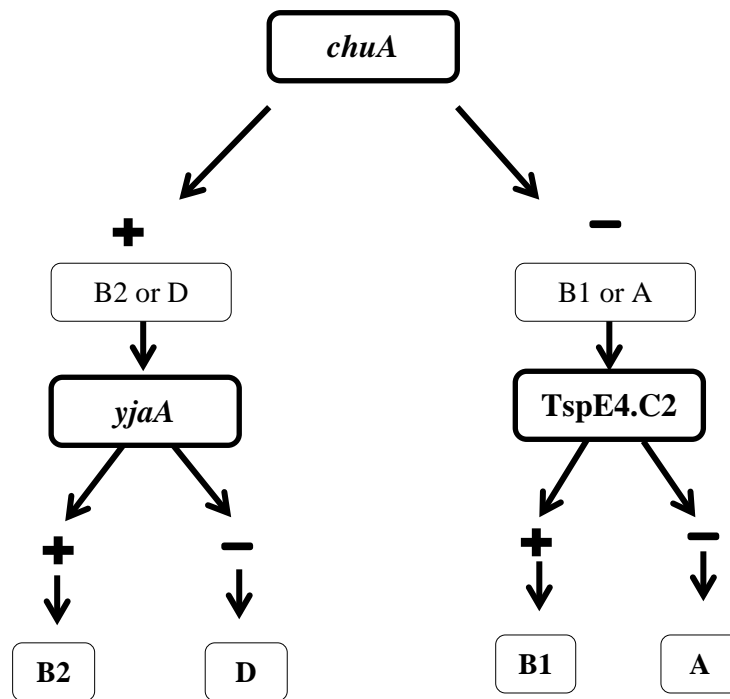 chuA
+ −
B2 or D B1 or A
yjaA TspE4.C2
+ − + −
B2 D B1 A